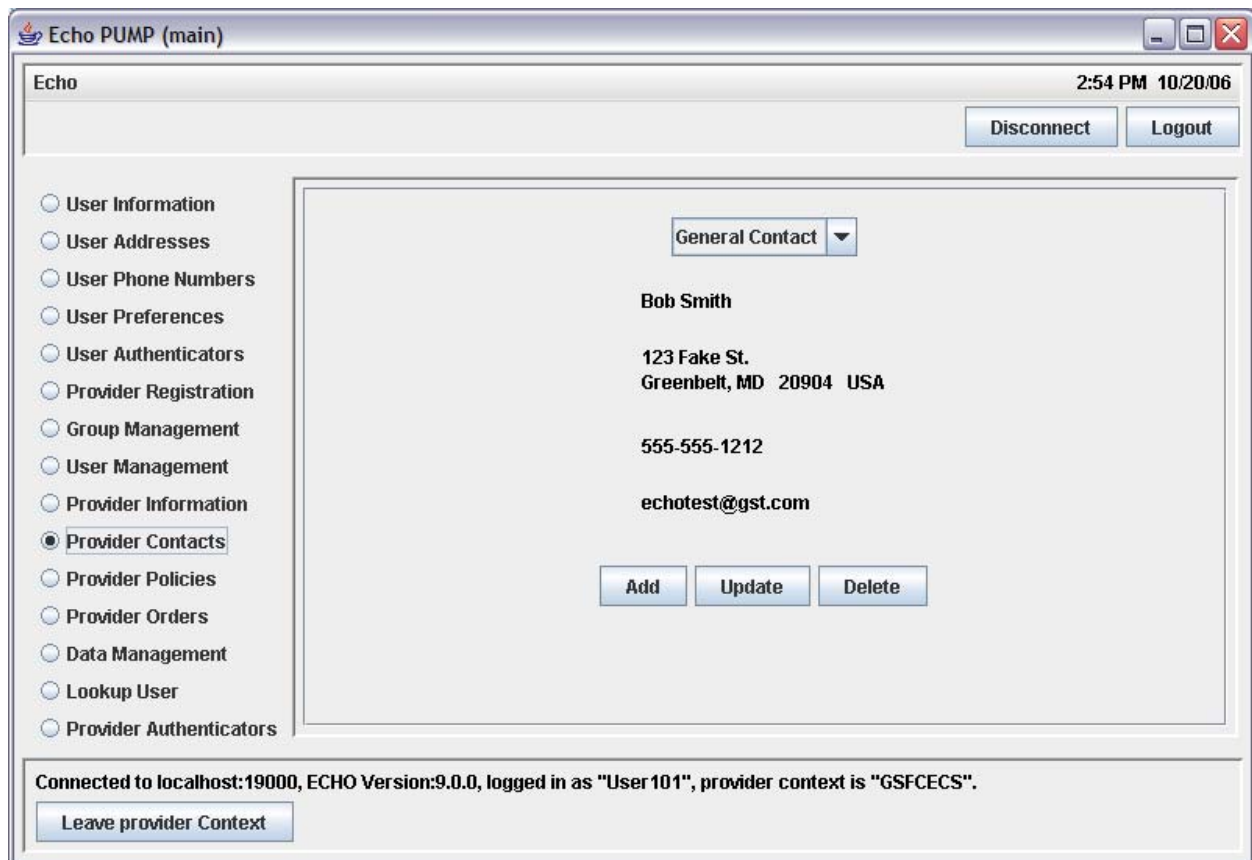 Echo PUMP (main)
Echo
2:54 PM 10/20/06
Disconnect
Logout
User Information
User Addresses
User Phone Numbers
User Preferences
User Authenticators
Provider Registration
Group Management
User Management
Provider Information
Provider Contacts
Provider Policies
Provider Orders
Data Management
Lookup User
Provider Authenticators
General Contact
Bob Smith
123 Fake St.
Greenbelt, MD 20904 USA
555-555-1212
echotest@gst.com
Add
Update
Delete
Connected to localhost:19000, ECHO Version:9.0.0, logged in as "User101", provider context is "GSFCECS".
Leave provider Context